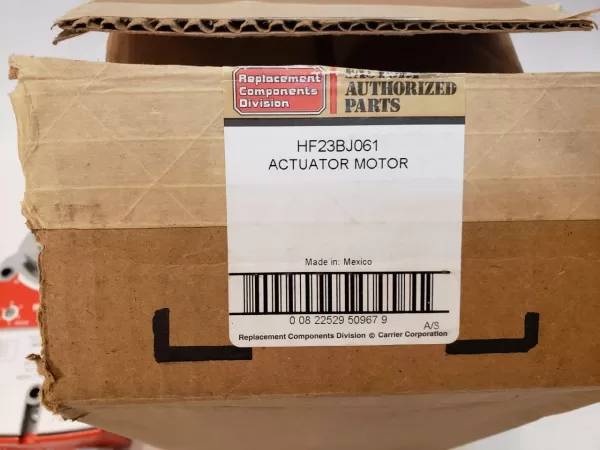 Replacement
Components
Division
FACTORY
AUTHORIZED
PARTS
HF23BJ061
ACTUATOR MOTOR
Made in: Mexico
0 08 22529 50967 9
A/S
Replacement Components Division © Carrier Corporation